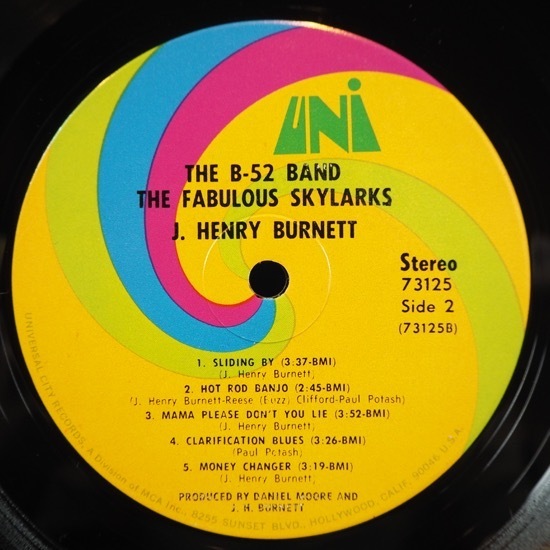 UNI
THE B-52 BAND
THE FABULOUS SKYLARKS
J. HENRY BURNETT
Stereo
73125
Side 2
(73125B)
1. SLIDING BY (3:37-BMI)
(J. Henry Burnett)
2. HOT ROD BANJO (2:45-BMI)
(J. Henry Burnett-Reese (Buzz) Clifford-Paul Potash)
3. MAMA PLEASE DON'T YOU LIE (3:52-BMI)
(J. Henry Burnett)
4. CLARIFICATION BLUES (3:26-BMI)
(Paul Potash)
5. MONEY CHANGER (3:19-BMI)
(J. Henry Burnett)
PRODUCED BY DANIEL MOORE AND
J. H. BURNETT
UNIVERSAL CITY RECORDS, A Division of MCA Inc., 8255 SUNSET BLVD., HOLLYWOOD, CALIF. 90046 U.S.A.